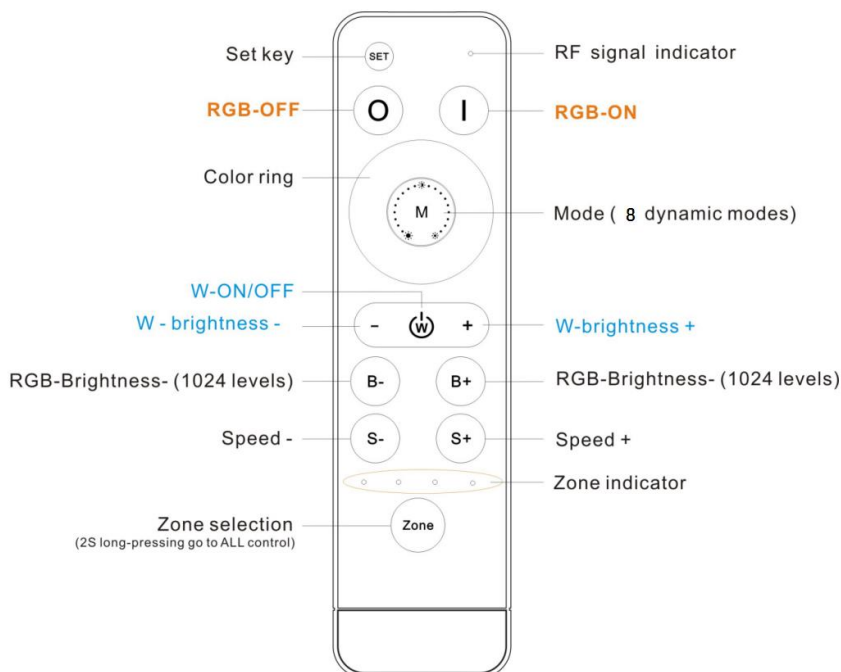 Set key
SET
RF signal indicator
RGB-OFF
O
I
RGB-ON
Color ring
M
Mode ( 8 dynamic modes)
W-ON/OFF
W - brightness -
-
W
+
W-brightness +
RGB-Brightness- (1024 levels)
B-
B+
RGB-Brightness- (1024 levels)
Speed -
S-
S+
Speed +
Zone indicator
Zone selection
(2S long-pressing go to ALL control)
Zone